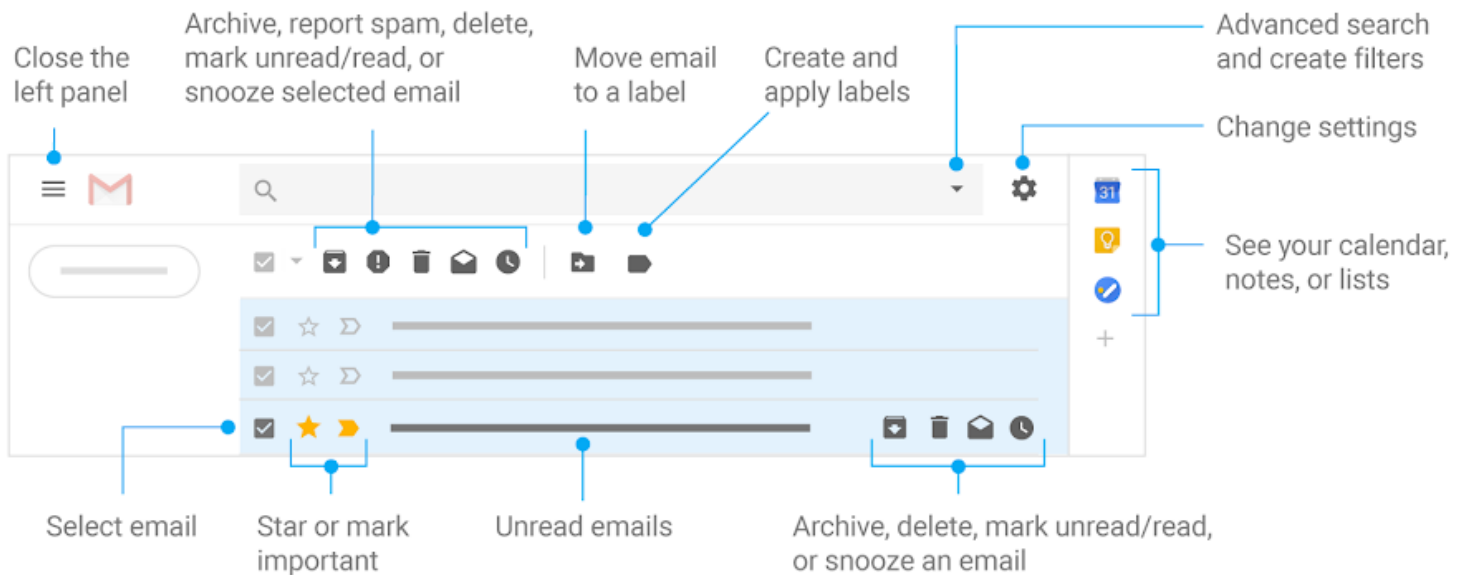 Close the
left panel
Archive, report spam, delete,
mark unread/read, or
snooze selected email
Move email
to a label
Create and
apply labels
Advanced search
and create filters
Change settings
31
See your calendar,
notes, or lists
Select email
Star or mark
important
Unread emails
Archive, delete, mark unread/read,
or snooze an email